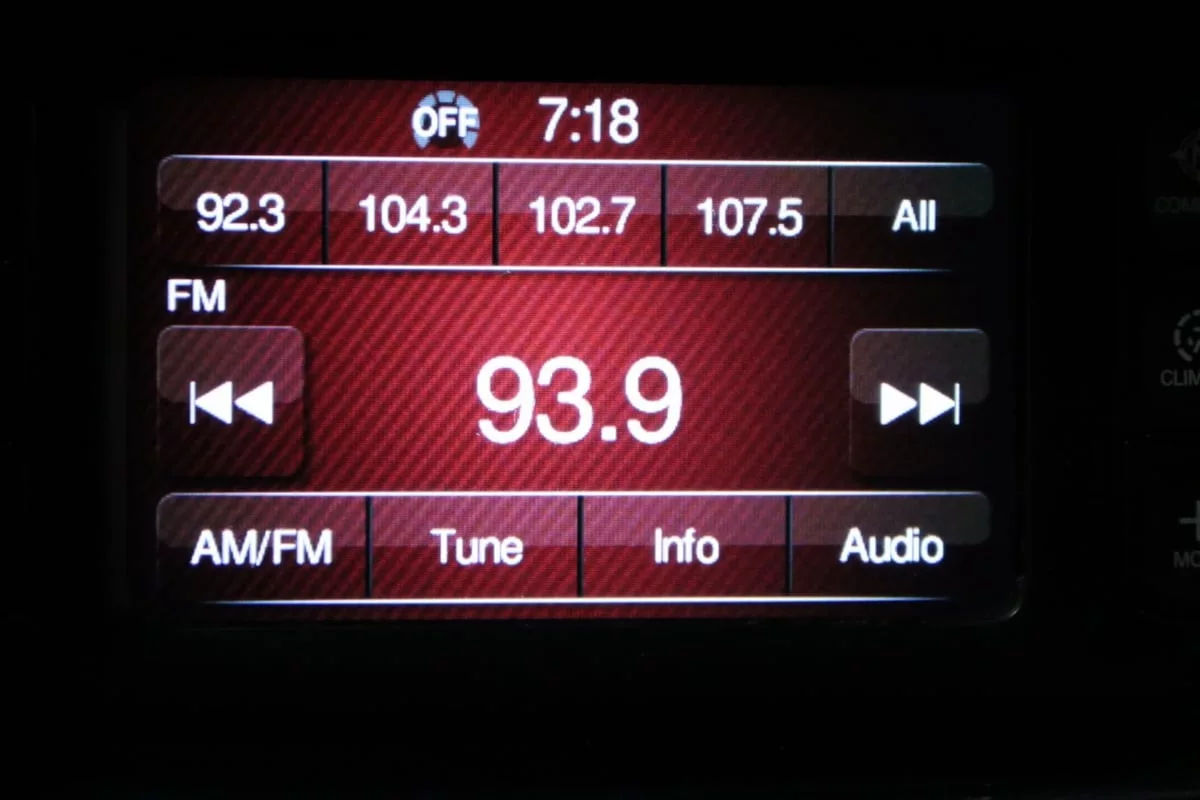 OFF 7:18
92.3 104.3 102.7 107.5 All
FM
93.9
AM/FM Tune Info Audio